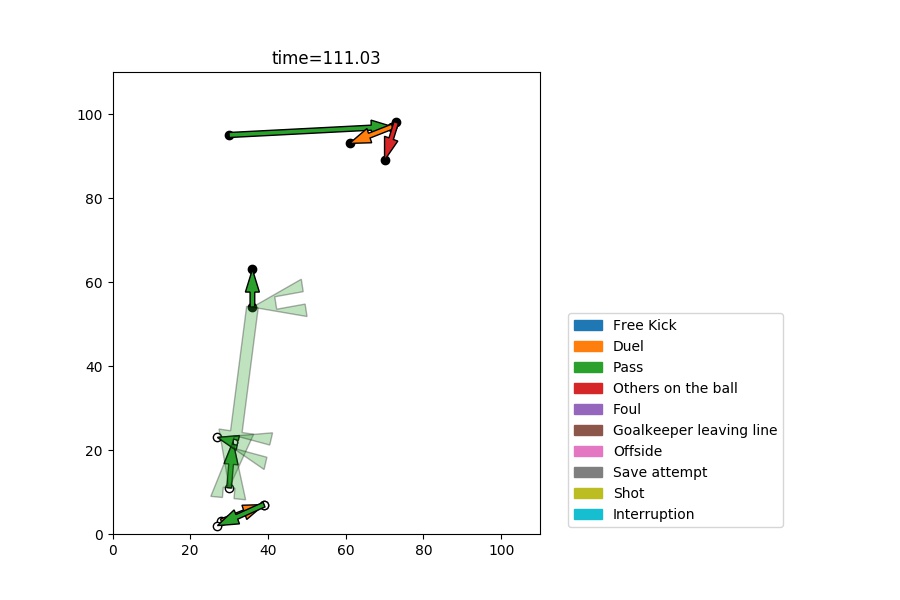 time=111.03
100
80
60
40
20
0
0 20 40 60 80 100
Free Kick
Duel
Pass
Others on the ball
Foul
Goalkeeper leaving line
Offside
Save attempt
Shot
Interruption